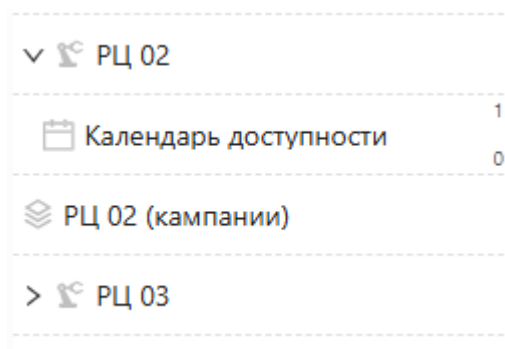 РЦ 02
Календарь доступности
1
0
РЦ 02 (кампании)
РЦ 03